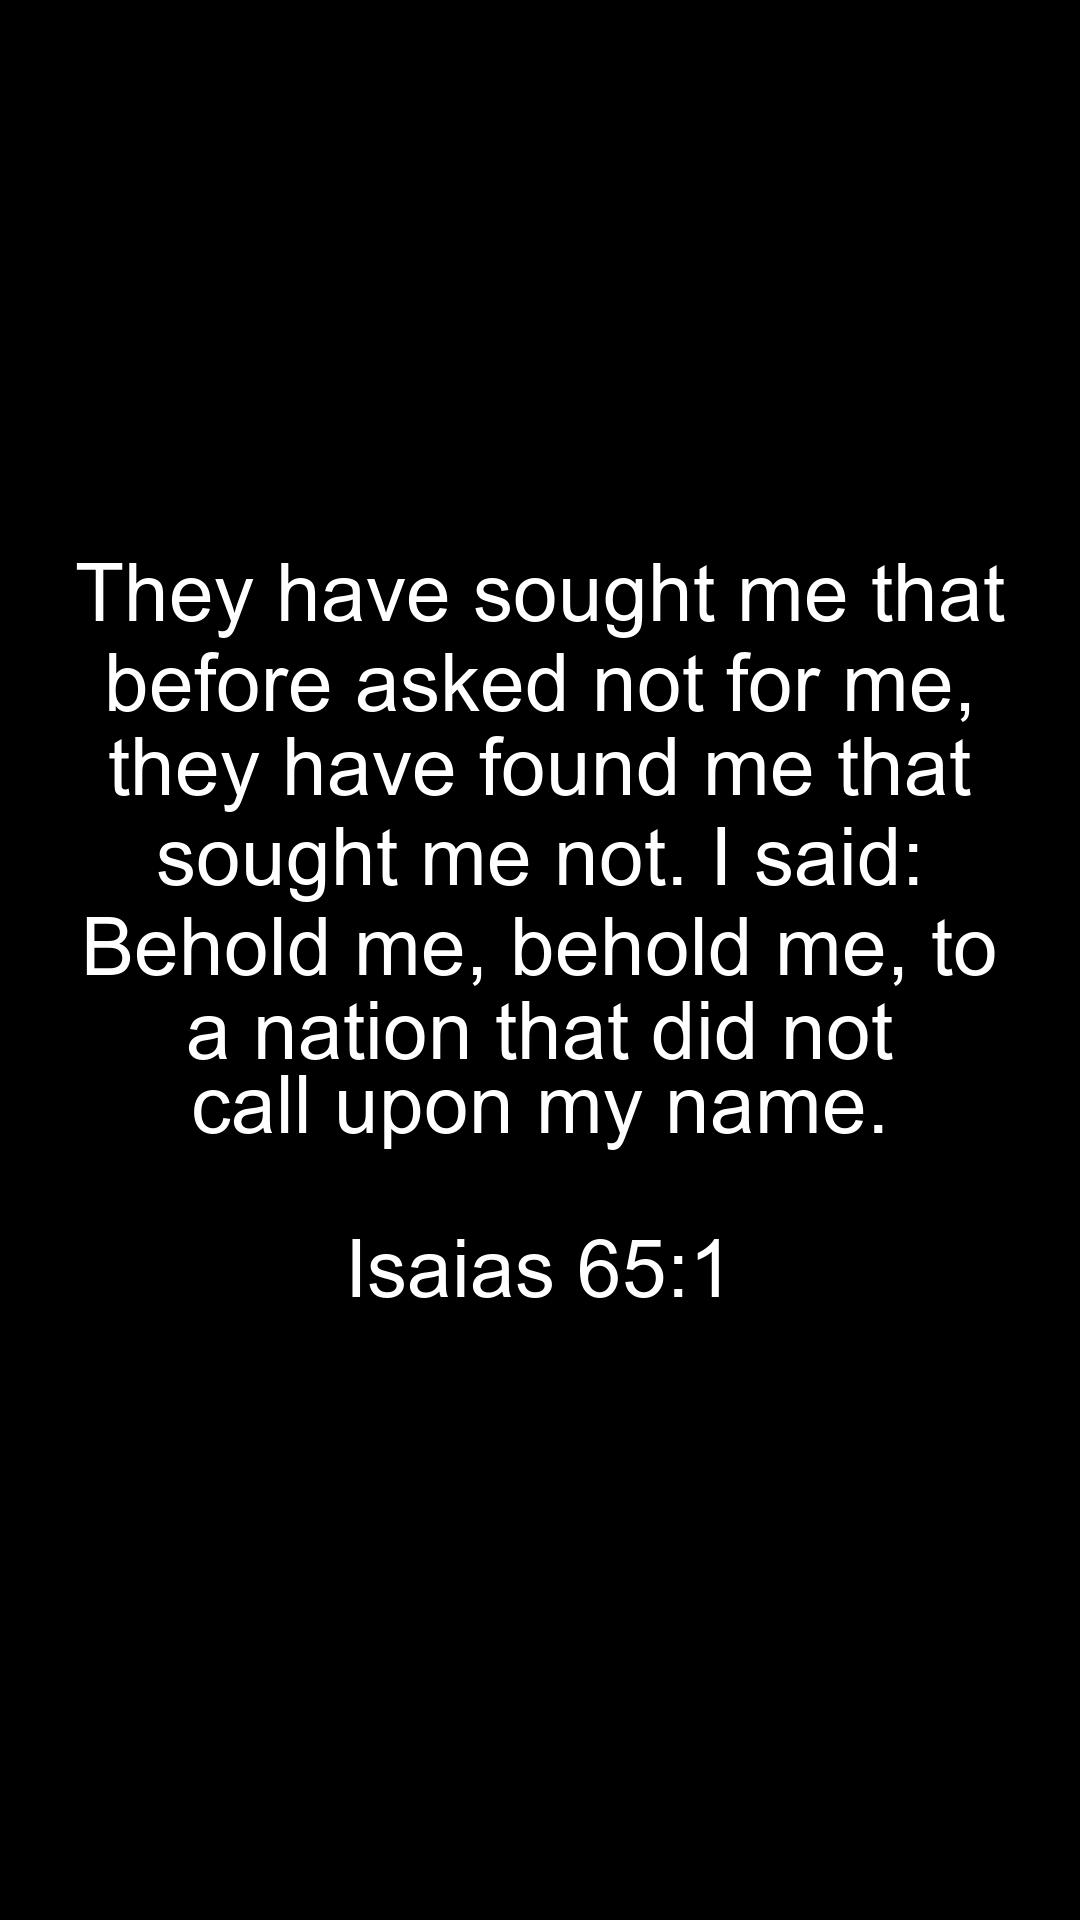 They have sought me that
before asked not for me,
they have found me that
sought me not. I said:
Behold me, behold me, to
a nation that did not
call upon my name.
Isaias 65:1